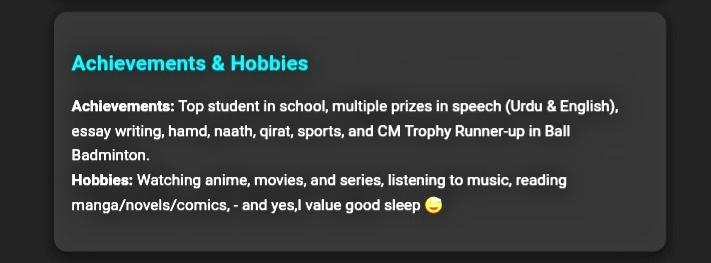 Achievements & Hobbies
Achievements: Top student in school, multiple prizes in speech (Urdu & English),
essay writing, hamd, naath, qirat, sports, and CM Trophy Runner-up in Ball
Badminton.
Hobbies: Watching anime, movies, and series, listening to music, reading
manga/novels/comics, - and yes,I value good sleep 😅